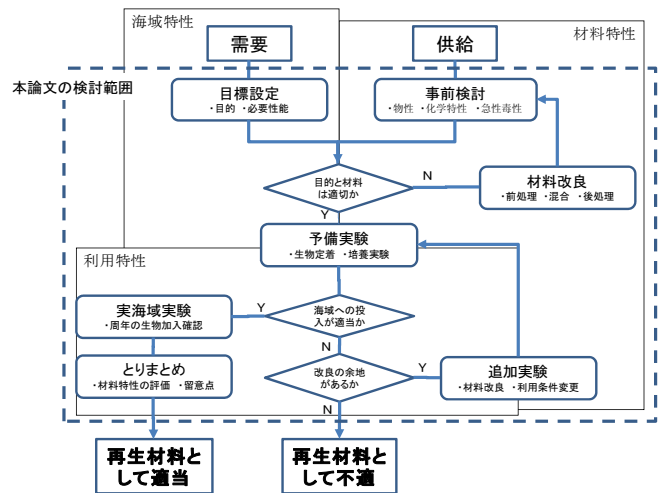 海域特性
材料特性
需要
供給
本論文の検討範囲
目標設定
・目的 ・必要性能
事前検討
・物性 ・化学特性 ・急性毒性
目的と材料
は適切か
N
材料改良
・前処理 ・混合 ・後処理
Y
予備実験
・生物定着 ・培養実験
利用特性
実海域実験
・周年の生物加入確認
Y
海域への投
入が適当か
N
とりまとめ
・材料特性の評価 ・留意点
改良の余地
があるか
Y
追加実験
・材料改良 ・利用条件変更
N
再生材料と
して適当
再生材料と
して不適